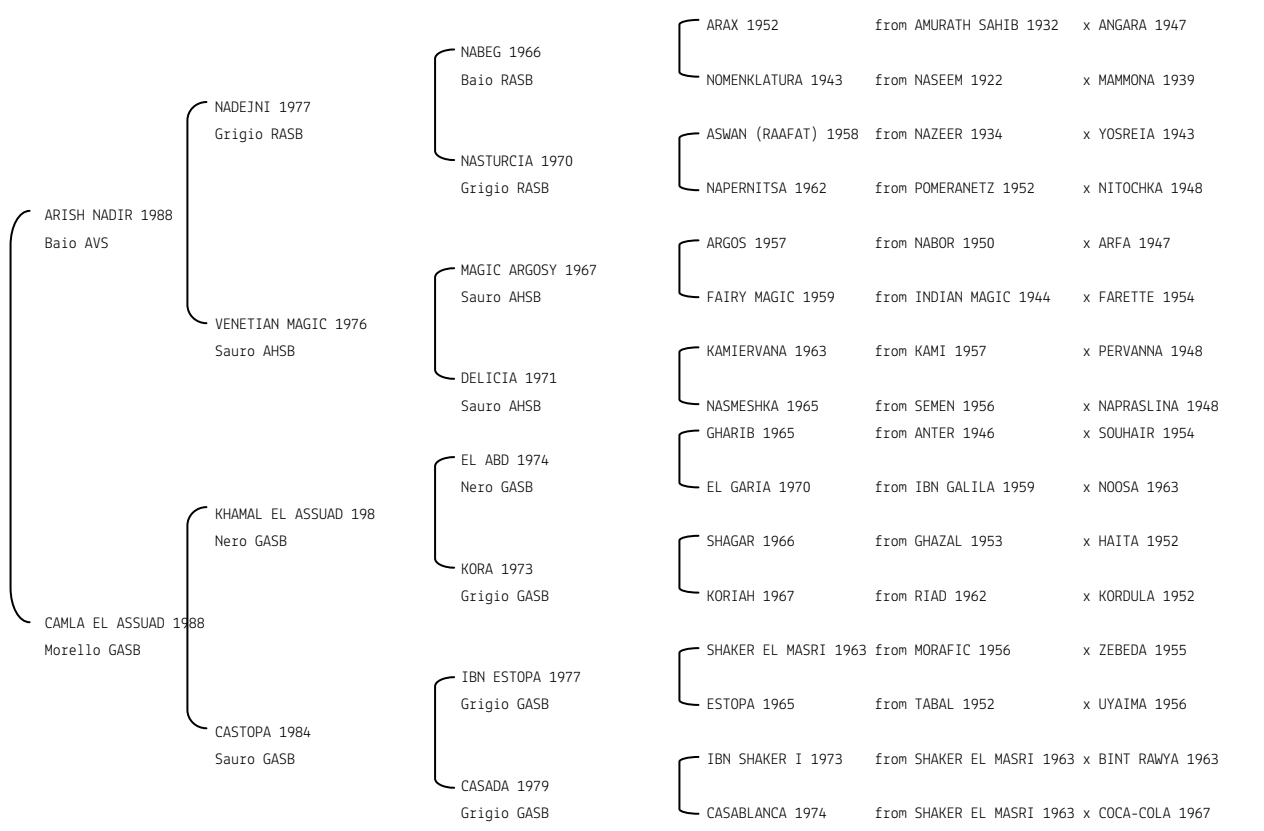 ARAX 1952 from AMURATH SAHIB 1932 x ANGARA 1947
NABEG 1966
Baio RASB NOMENKLATURA 1943 from NASEEM 1922 x MAMMONA 1939
NADEJNI 1977
Grigio RASB ASWAN (RAAFAT) 1958 from NAZEER 1934 x YOSREIA 1943
NASTURCIA 1970
Grigio RASB NAPERNITSA 1962 from POMERANETZ 1952 x NITOCHKA 1948
ARISH NADIR 1988
Baio AVS ARGOS 1957 from NABOR 1950 x ARFA 1947
MAGIC ARGOSY 1967
Sauro AHSB FAIRY MAGIC 1959 from INDIAN MAGIC 1944 x FARETTE 1954
VENETIAN MAGIC 1976
Sauro AHSB KAMIERVANA 1963 from KAMI 1957 x PERVANNA 1948
DELICIA 1971
Sauro AHSB NASMESHKA 1965 from SEMEN 1956 x NAPRASLINA 1948
GHARIB 1965 from ANTER 1946 x SOUHAIR 1954
EL ABD 1974
Nero GASB EL GARIA 1970 from IBN GALILA 1959 x NOOSA 1963
KHAMAL EL ASSUAD 198
Nero GASB SHAGAR 1966 from GHAZAL 1953 x HAITA 1952
KORA 1973
Grigio GASB KORIAH 1967 from RIAD 1962 x KORDULA 1952
CAMLA EL ASSUAD 1988
Morello GASB SHAKER EL MASRI 1963 from MORAFIC 1956 x ZEBEDA 1955
IBN ESTOPA 1977
Grigio GASB ESTOPA 1965 from TABAL 1952 x UYAIMA 1956
CASTOPA 1984
Sauro GASB IBN SHAKER I 1973 from SHAKER EL MASRI 1963 x BINT RAWYA 1963
CASADA 1979
Grigio GASB CASABLANCA 1974 from SHAKER EL MASRI 1963 x COCA-COLA 1967